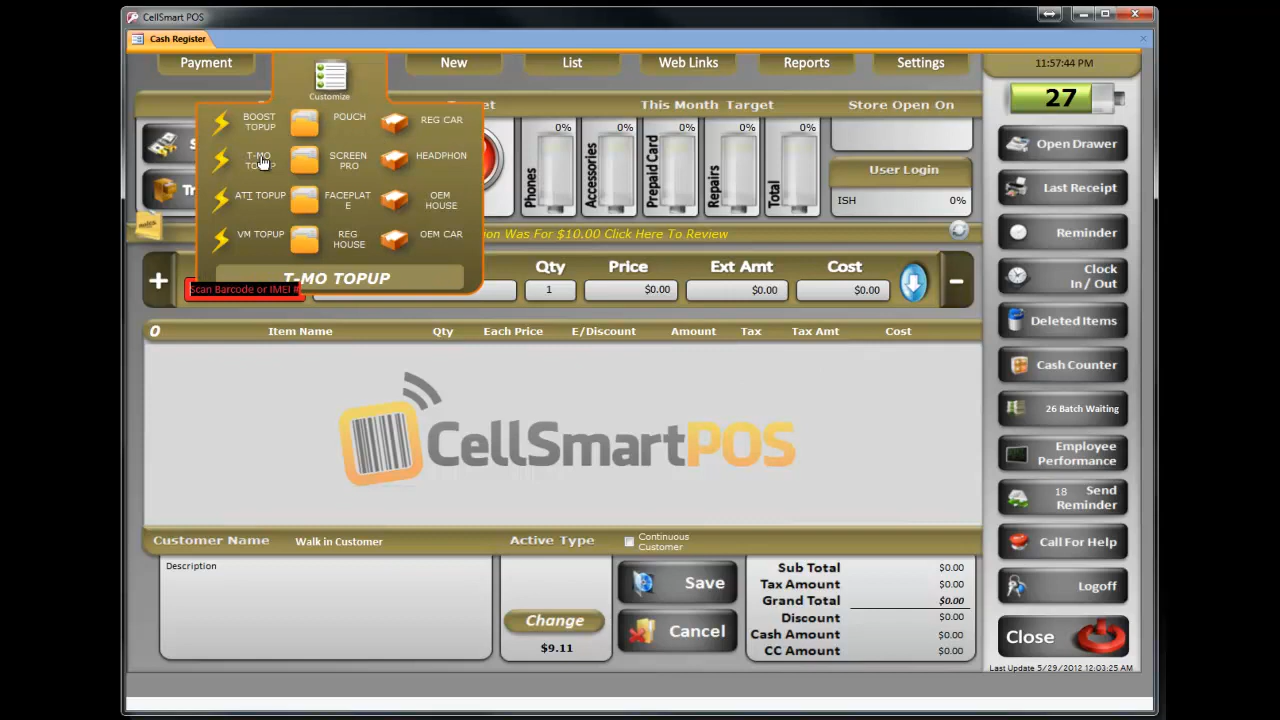 CellSmart POS
Cash Register
Payment
New
List
Web Links
Reports
Settings
11:57:44 PM
Customize
BOOST TOPUP
POUCH
REG CAR
T-MO
SCREEN PRO
HEADPHON
ATT TOPUP
FACEPLAT E
OEM HOUSE
VM TOPUP
REG HOUSE
OEM CAR
T-MO TOPUP
This Month Target
Store Open On
0%
0%
0%
0%
0%
Phones
Accessories
Prepaid Card
Repairs
Total
User Login
ISH 0%
27
notes
Was For $10.00 Click Here To Review
Scan Barcode or IMEI #
Qty
Price
Ext Amt
Cost
1
$0.00
$0.00
$0.00
0
Item Name
Qty
Each Price
E/Discount
Amount
Tax
Tax Amt
Cost
CellSmartPOS
Customer Name
Walk in Customer
Active Type
Continuous Customer
Description
Change
$9.11
Save
Cancel
Sub Total $0.00
Tax Amount $0.00
Grand Total $0.00
Discount $0.00
Cash Amount $0.00
CC Amount $0.00
Open Drawer
Last Receipt
Reminder
Clock In / Out
Deleted Items
Cash Counter
26 Batch Waiting
Employee Performance
18 Send Reminder
Call For Help
Logoff
Close
Last Update 5/29/2012 12:03:25 AM